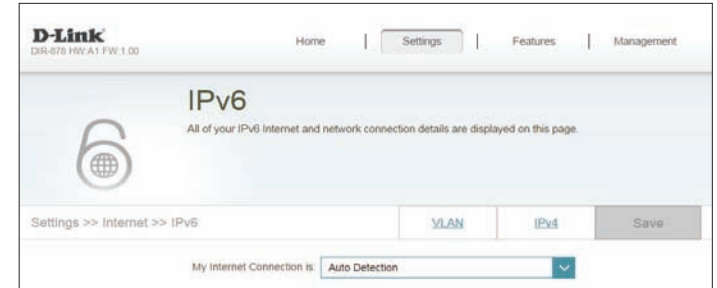 D-Link
DIR-878 HW:A1 FW:1.00
Home | Settings | Features | Management
IPv6
All of your IPv6 Internet and network connection details are displayed on this page.
Settings >> Internet >> IPv6
VLAN
IPv4
Save
My Internet Connection is: Auto Detection